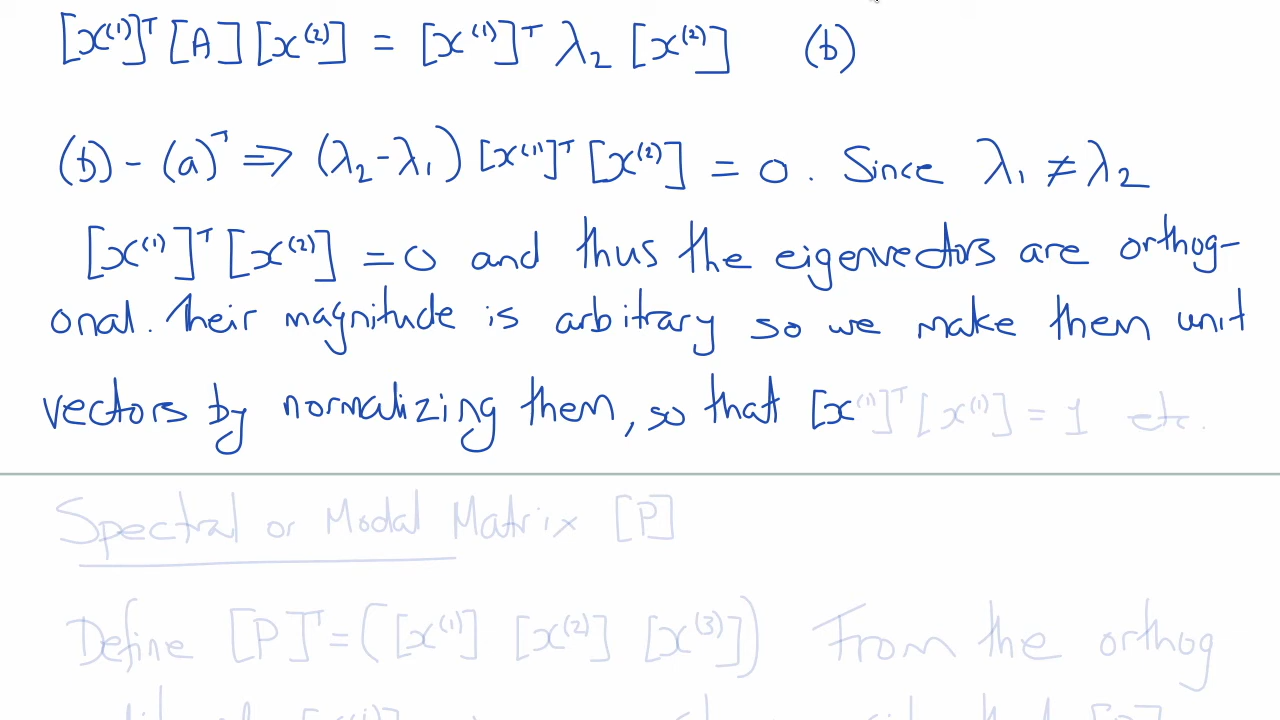 [x⁽¹⁾]ᵀ [A] [x⁽²⁾] = [x⁽¹⁾]ᵀ λ₂ [x⁽²⁾] (b)
(b) - (a)ᵀ ⇒ (λ₂-λ₁) [x⁽¹⁾]ᵀ [x⁽²⁾] = 0. Since λ₁ ≠ λ₂
[x⁽¹⁾]ᵀ [x⁽²⁾] = 0 and thus the eigenvectors are orthog-
onal. Their magnitude is arbitrary so we make them unit
vectors by normalizing them, so that [x⁽¹⁾]ᵀ [x⁽¹⁾] = 1 etc.
Spectral or Modal Matrix [P]
Define [P]ᵀ = ([x⁽¹⁾] [x⁽²⁾] [x⁽³⁾]) From the orthog